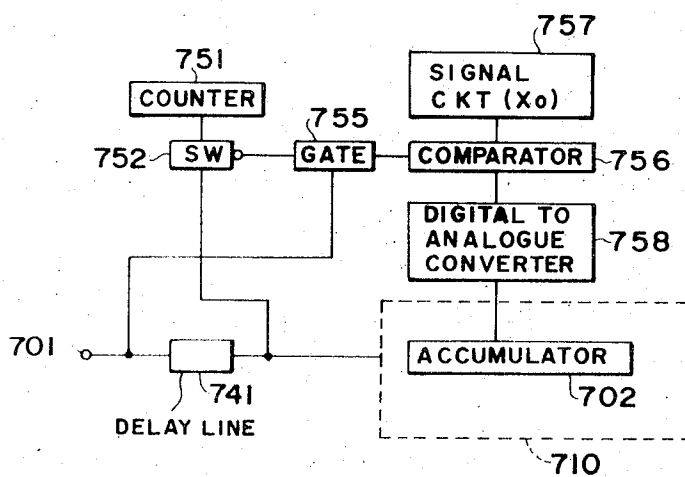 757
751
SIGNAL
CKT (Xo)
COUNTER
755
752
SW
GATE
COMPARATOR
756
DIGITAL TO
ANALOGUE
CONVERTER
758
701
ACCUMULATOR
741
702
DELAY LINE
710